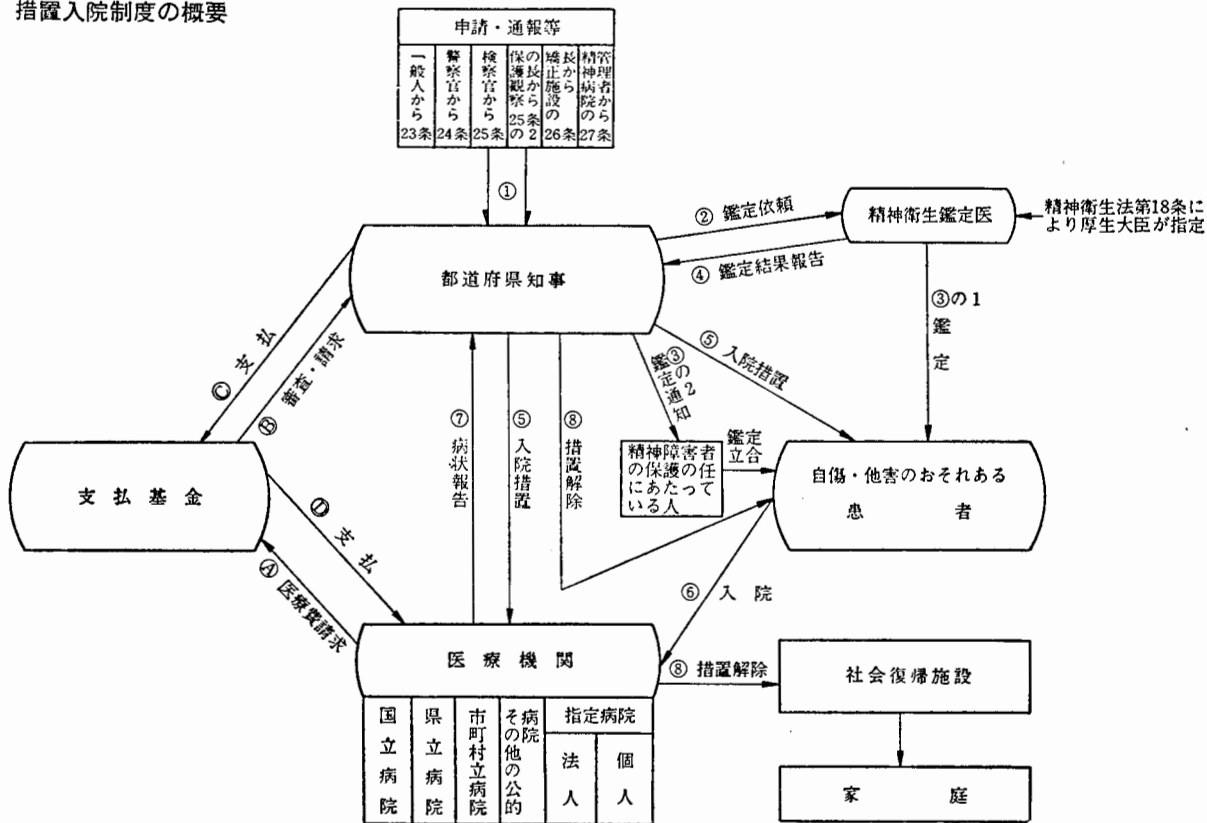 措置入院制度の概要
申請・通報等
一般人から
23条
警察官から
24条
検察官から
25条
保護観察
の長から
25の
条2
矯正施設の
長から
26条
精神病院の
管理者から
27条
①
② 鑑定依頼
精神衛生鑑定医
精神衛生法第18条に
より厚生大臣が指定
④ 鑑定結果報告
都道府県知事
③の1
鑑
定
Ⓒ 支払
Ⓑ 審査・請求
⑤ 入院措置
③の2
鑑定の通知
⑦ 病状報告
⑤ 入院措置
⑧ 措置解除
精神障害者
の保護の任
にあたって
いる人
鑑定
立合
自傷・他害のおそれある
患者
支払基金
Ⓓ 支払
Ⓐ 医療費請求
⑥ 入院
医療機関
⑧ 措置解除
社会復帰施設
国立病院
県立病院
市町村立病院
その他の公的
病院
指定病院
法人
個人
家庭